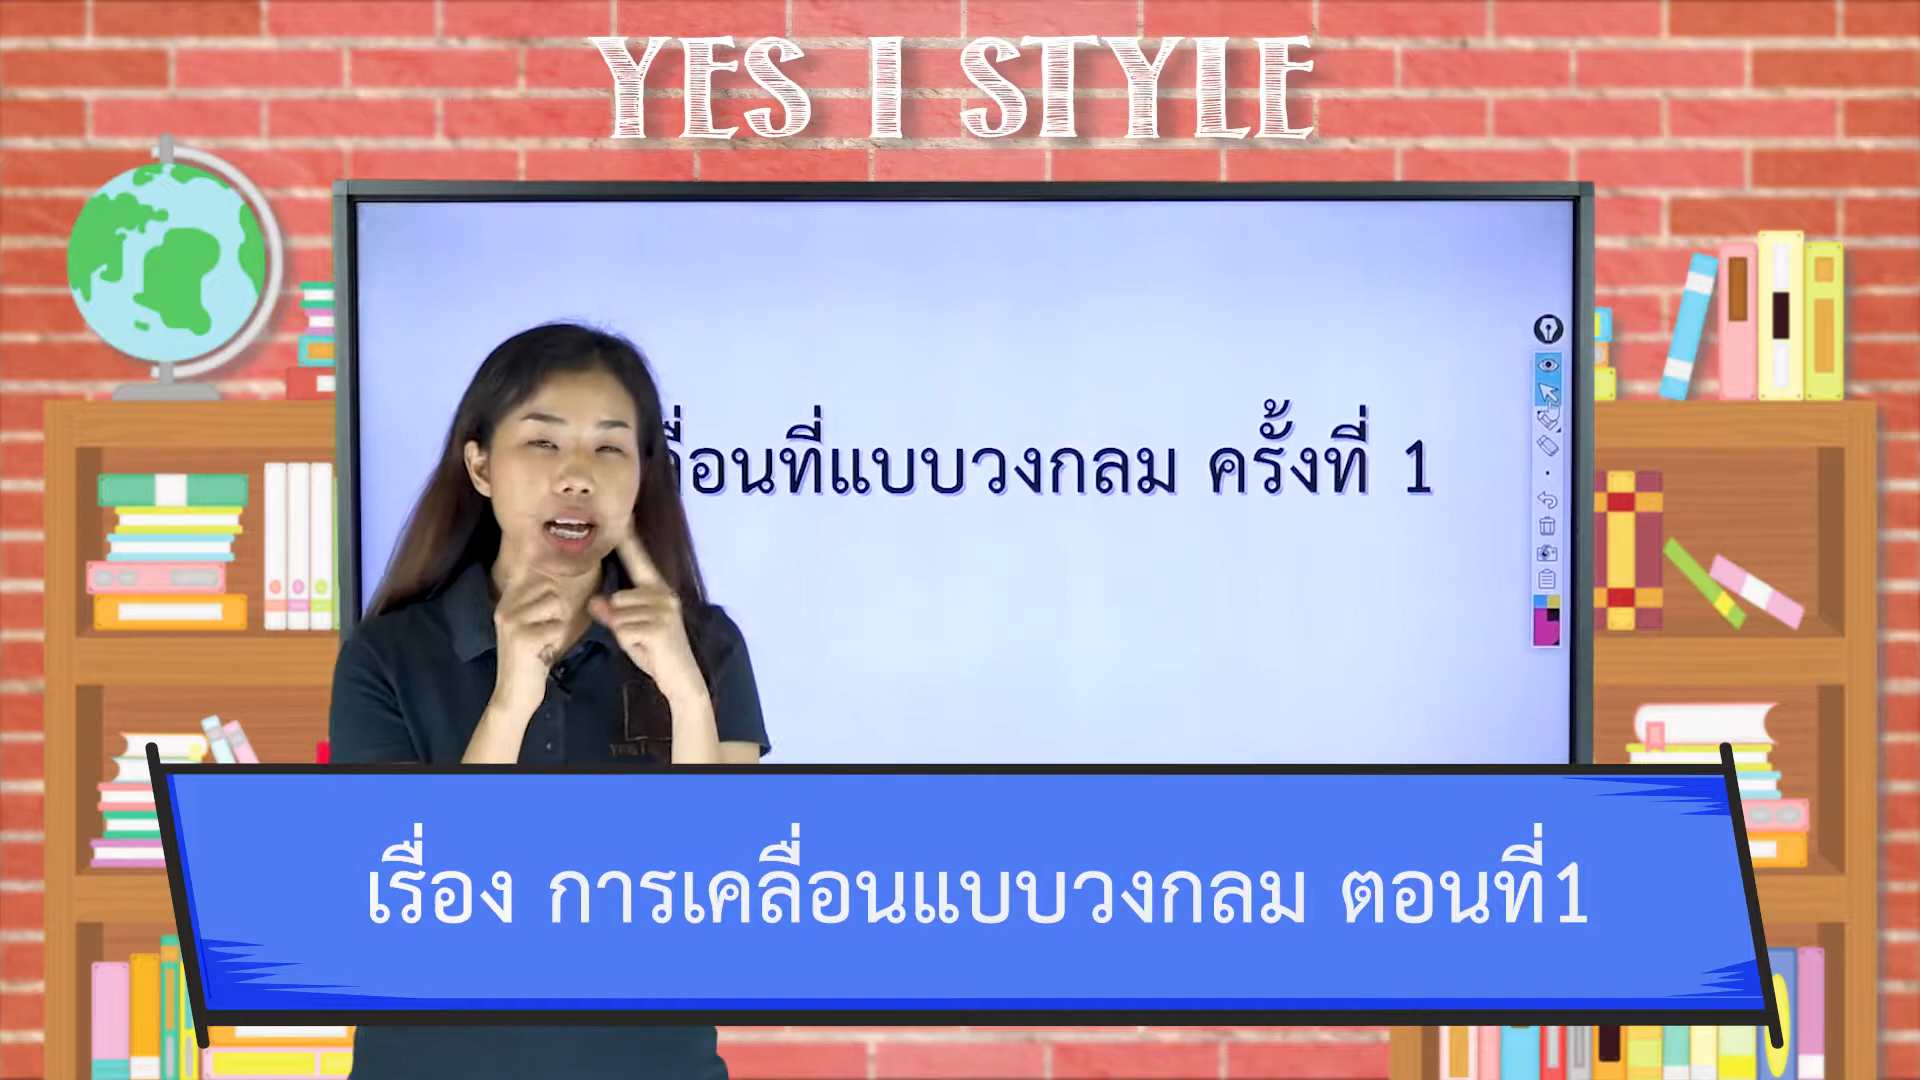 YES I STYLE
ื่อนที่แบบวงกลม ครั้งที่ 1
เรื่อง การเคลื่อนแบบวงกลม ตอนที่1